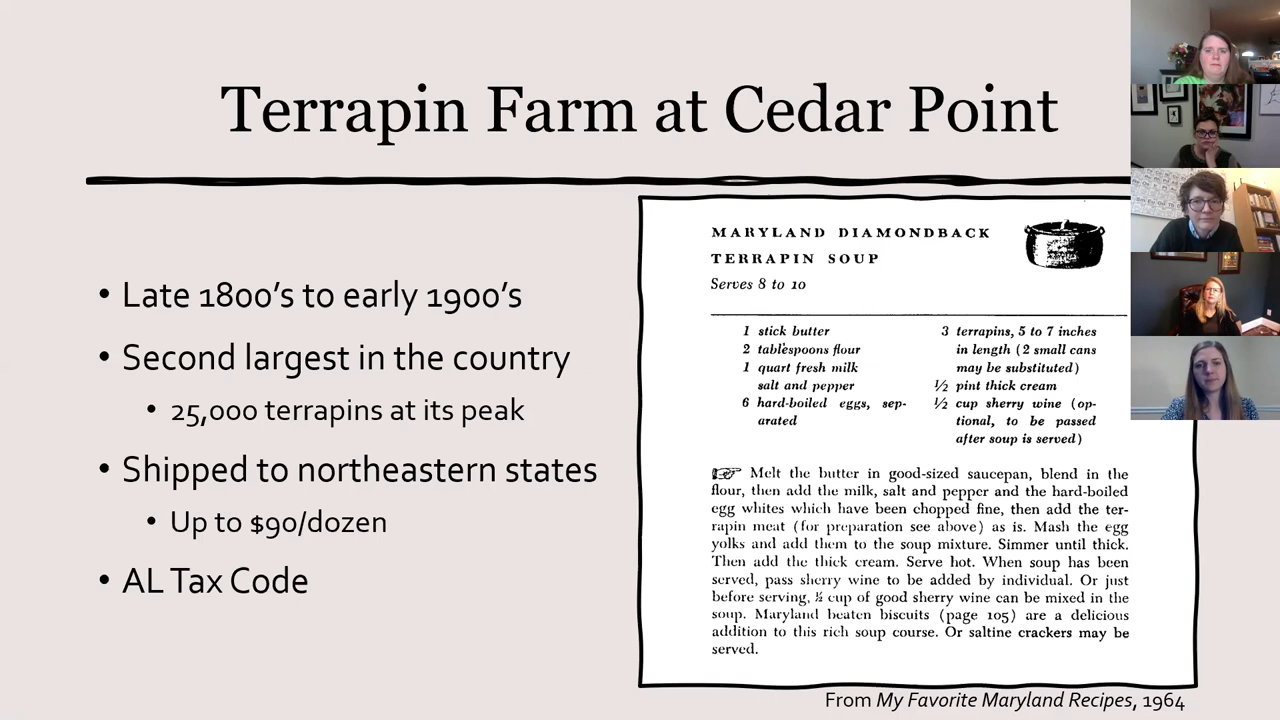 Terrapin Farm at Cedar Point
• Late 1800's to early 1900's
• Second largest in the country
• 25,000 terrapins at its peak
• Shipped to northeastern states
• Up to $90/dozen
• AL Tax Code
MARYLAND DIAMONDBACK
TERRAPIN SOUP
Serves 8 to 10
1 stick butter
2 tablespoons flour
1 quart fresh milk
salt and pepper
6 hard-boiled eggs, sep-
arated
3 terrapins, 5 to 7 inches
in length (2 small cans
may be substituted)
½ pint thick cream
½ cup sherry wine (op-
tional, to be passed
after soup is served)
Melt the butter in good-sized saucepan, blend in the
flour, then add the milk, salt and pepper and the hard-boiled
egg whites which have been chopped fine, then add the ter-
rapin meat (for preparation see above) as is. Mash the egg
yolks and add them to the soup mixture. Simmer until thick.
Then add the thick cream. Serve hot. When soup has been
served, pass sherry wine to be added by individual. Or just
before serving, cup of good sherry wine can be mixed in the
soup. Maryland beaten biscuits (page 105) are a delicious
addition to this rich soup course. Or saltine crackers may be
served.
From My Favorite Maryland Recipes, 1964